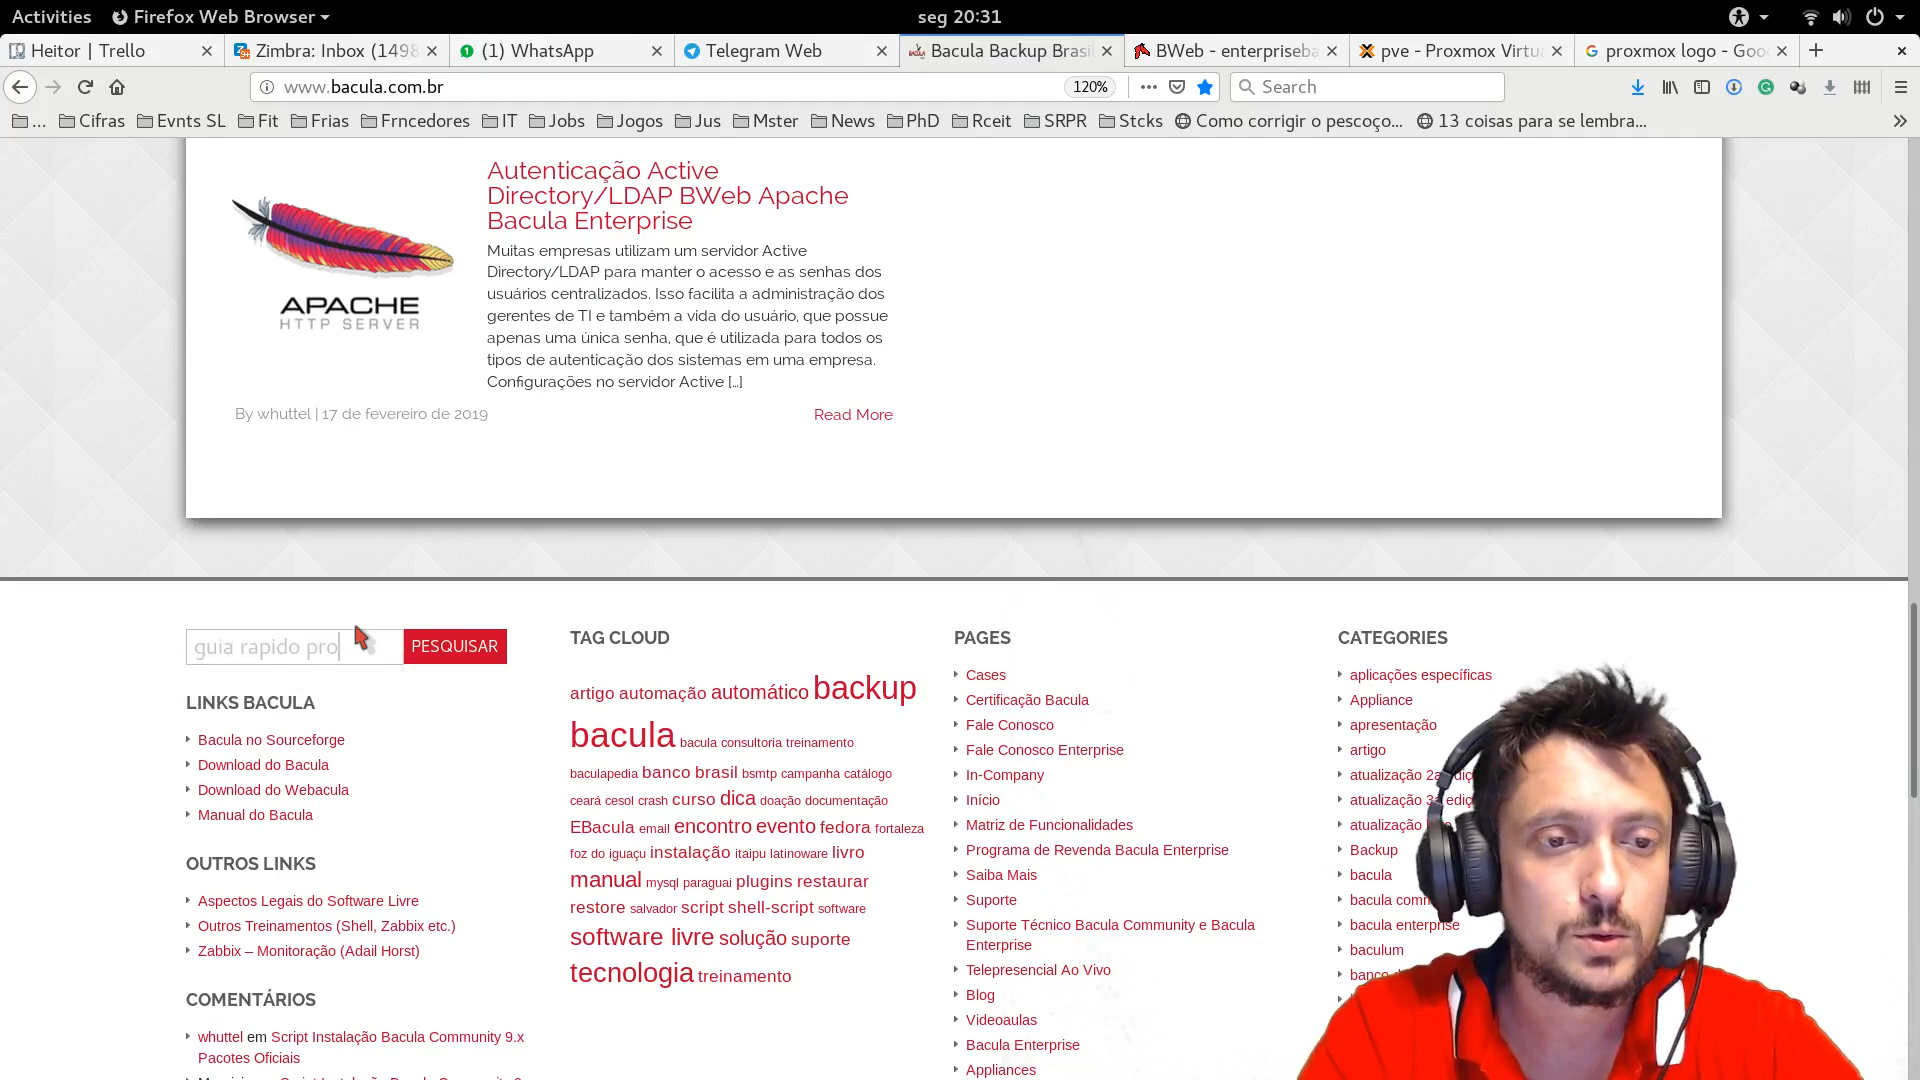 Activities
Firefox Web Browser
seg 20:31
Heitor | Trello
Zimbra: Inbox (1498
(1) WhatsApp
Telegram Web
Bacula Backup Brasi
BWeb - enterpriseba
pve - Proxmox Virtua
proxmox logo - Goo
www.bacula.com.br
120%
Search
...
Cifras
Evnts SL
Fit
Frias
Frncedores
IT
Jobs
Jogos
Jus
Mster
News
PhD
Rceit
SRPR
Stcks
Como corrigir o pescoço...
13 coisas para se lembra...
APACHE
HTTP SERVER
Autenticação Active
Directory/LDAP BWeb Apache
Bacula Enterprise
Muitas empresas utilizam um servidor Active
Directory/LDAP para manter o acesso e as senhas dos
usuários centralizados. Isso facilita a administração dos
gerentes de TI e também a vida do usuário, que possue
apenas uma única senha, que é utilizada para todos os
tipos de autenticação dos sistemas em uma empresa.
Configurações no servidor Active [...]
By whuttel | 17 de fevereiro de 2019
Read More
guia rapido pro
PESQUISAR
LINKS BACULA
Bacula no Sourceforge
Download do Bacula
Download do Webacula
Manual do Bacula
OUTROS LINKS
Aspectos Legais do Software Livre
Outros Treinamentos (Shell, Zabbix etc.)
Zabbix – Monitoração (Adail Horst)
COMENTÁRIOS
whuttel em Script Instalação Bacula Community 9.x
Pacotes Oficiais
TAG CLOUD
artigo automação automático backup
bacula bacula consultoria treinamento
baculapedia banco brasil bsmtp campanha catálogo
ceará cesol crash curso dica doação documentação
EBacula email encontro evento fedora fortaleza
foz do iguaçu instalação itaipu latinoware livro
manual mysql paraguai plugins restaurar
restore salvador script shell-script software
software livre solução suporte
tecnologia treinamento
PAGES
Cases
Certificação Bacula
Fale Conosco
Fale Conosco Enterprise
In-Company
Início
Matriz de Funcionalidades
Programa de Revenda Bacula Enterprise
Saiba Mais
Suporte
Suporte Técnico Bacula Community e Bacula
Enterprise
Telepresencial Ao Vivo
Blog
Videoaulas
Bacula Enterprise
Appliances
CATEGORIES
aplicações específicas
Appliance
apresentação
artigo
atualização 2a
atualização 3a
atualização
Backup
bacula
bacula
bacula enterprise
baculum